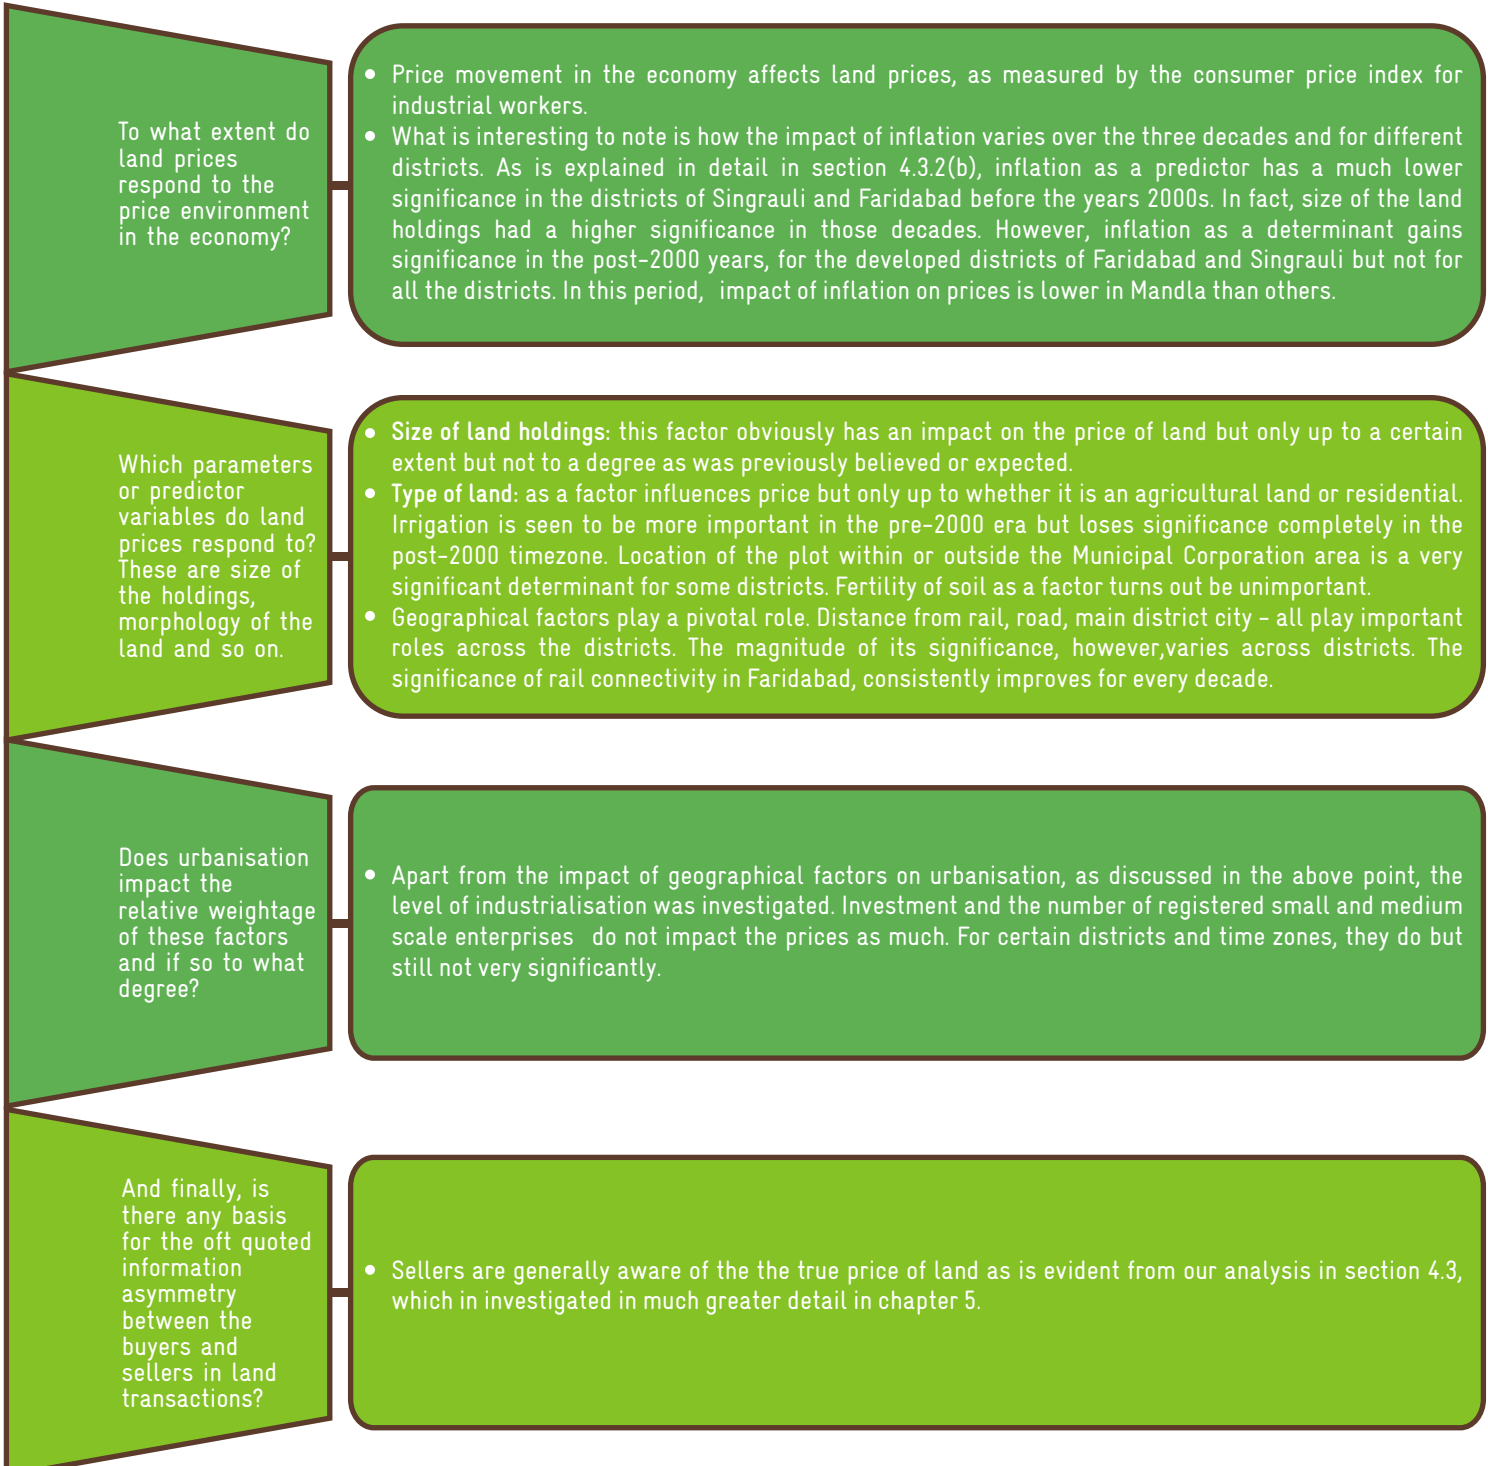 To what extent do
land prices
respond to the
price environment
in the economy?
• Price movement in the economy affects land prices, as measured by the consumer price index for
industrial workers.
• What is interesting to note is how the impact of inflation varies over the three decades and for different
districts. As is explained in detail in section 4.3.2(b), inflation as a predictor has a much lower
significance in the districts of Singrauli and Faridabad before the years 2000s. In fact, size of the land
holdings had a higher significance in those decades. However, inflation as a determinant gains
significance in the post-2000 years, for the developed districts of Faridabad and Singrauli but not for
all the districts. In this period, impact of inflation on prices is lower in Mandla than others.
Which parameters
or predictor
variables do land
prices respond to?
These are size of
the holdings,
morphology of the
land and so on.
• Size of land holdings: this factor obviously has an impact on the price of land but only up to a certain
extent but not to a degree as was previously believed or expected.
• Type of land: as a factor influences price but only up to whether it is an agricultural land or residential.
Irrigation is seen to be more important in the pre-2000 era but loses significance completely in the
post-2000 timezone. Location of the plot within or outside the Municipal Corporation area is a very
significant determinant for some districts. Fertility of soil as a factor turns out be unimportant.
• Geographical factors play a pivotal role. Distance from rail, road, main district city - all play important
roles across the districts. The magnitude of its significance, however,varies across districts. The
significance of rail connectivity in Faridabad, consistently improves for every decade.
Does urbanisation
impact the
relative weightage
of these factors
and if so to what
degree?
• Apart from the impact of geographical factors on urbanisation, as discussed in the above point, the
level of industrialisation was investigated. Investment and the number of registered small and medium
scale enterprises do not impact the prices as much. For certain districts and time zones, they do but
still not very significantly.
And finally, is
there any basis
for the oft quoted
information
asymmetry
between the
buyers and
sellers in land
transactions?
• Sellers are generally aware of the the true price of land as is evident from our analysis in section 4.3,
which in investigated in much greater detail in chapter 5.